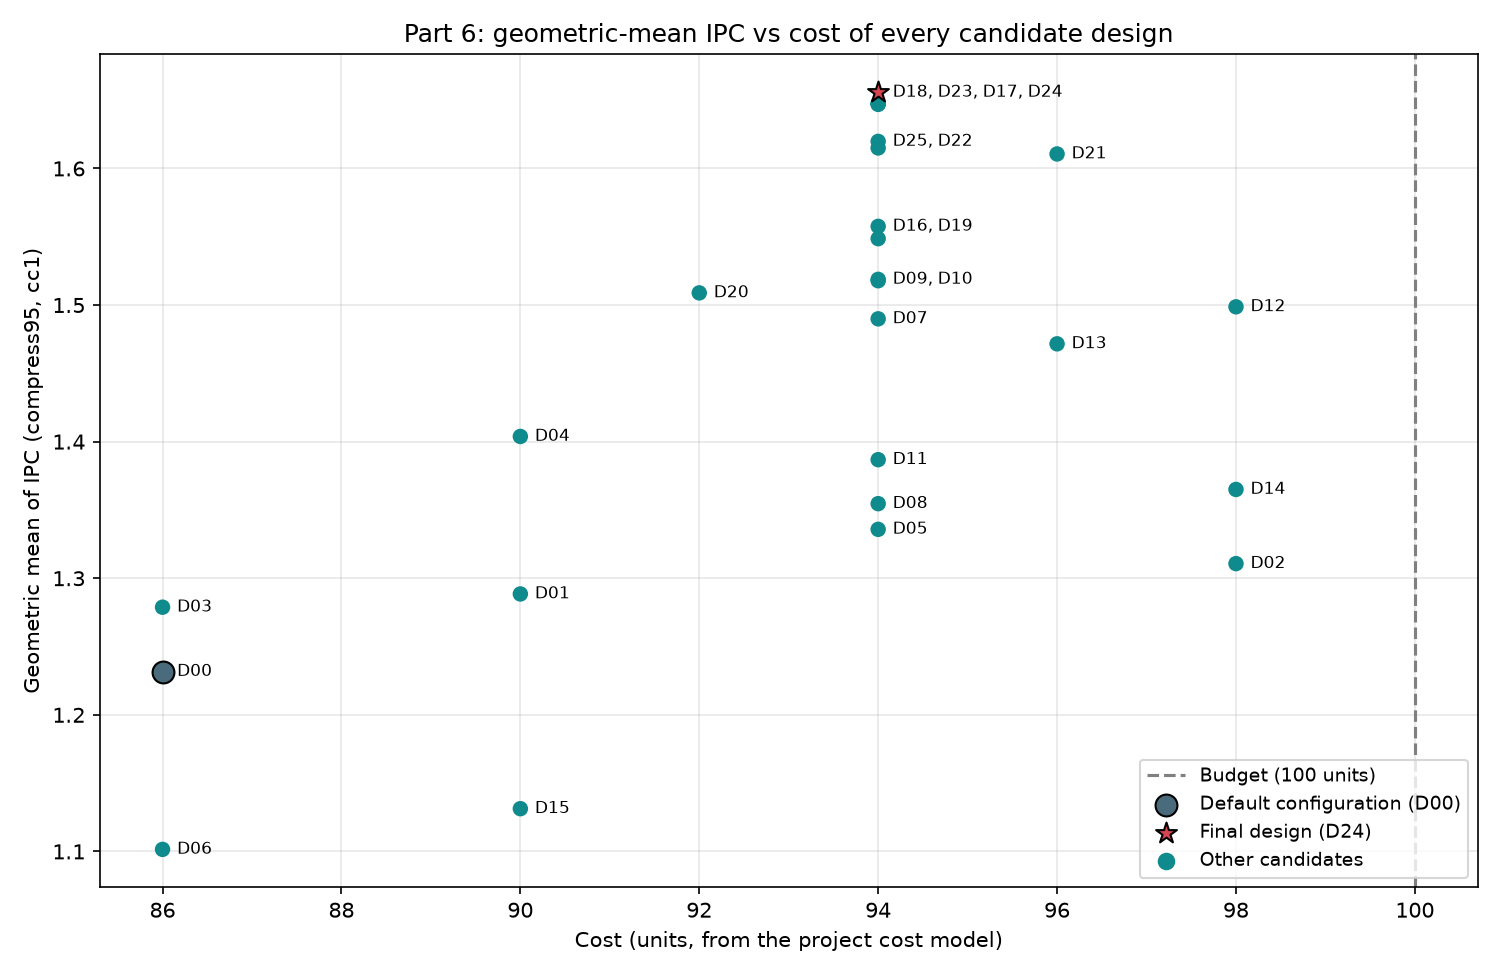 Part 6: geometric-mean IPC vs cost of every candidate design
Geometric mean of IPC (compress95, cc1)
1.6
1.5
1.4
1.3
1.2
1.1
D18, D23, D17, D24
D25, D22
D21
D16, D19
D09, D10
D20
D12
D07
D13
D04
D11
D14
D08
D05
D02
D01
D03
D00
D15
D06
Budget (100 units)
Default configuration (D00)
Final design (D24)
Other candidates
86
88
90
92
94
96
98
100
Cost (units, from the project cost model)